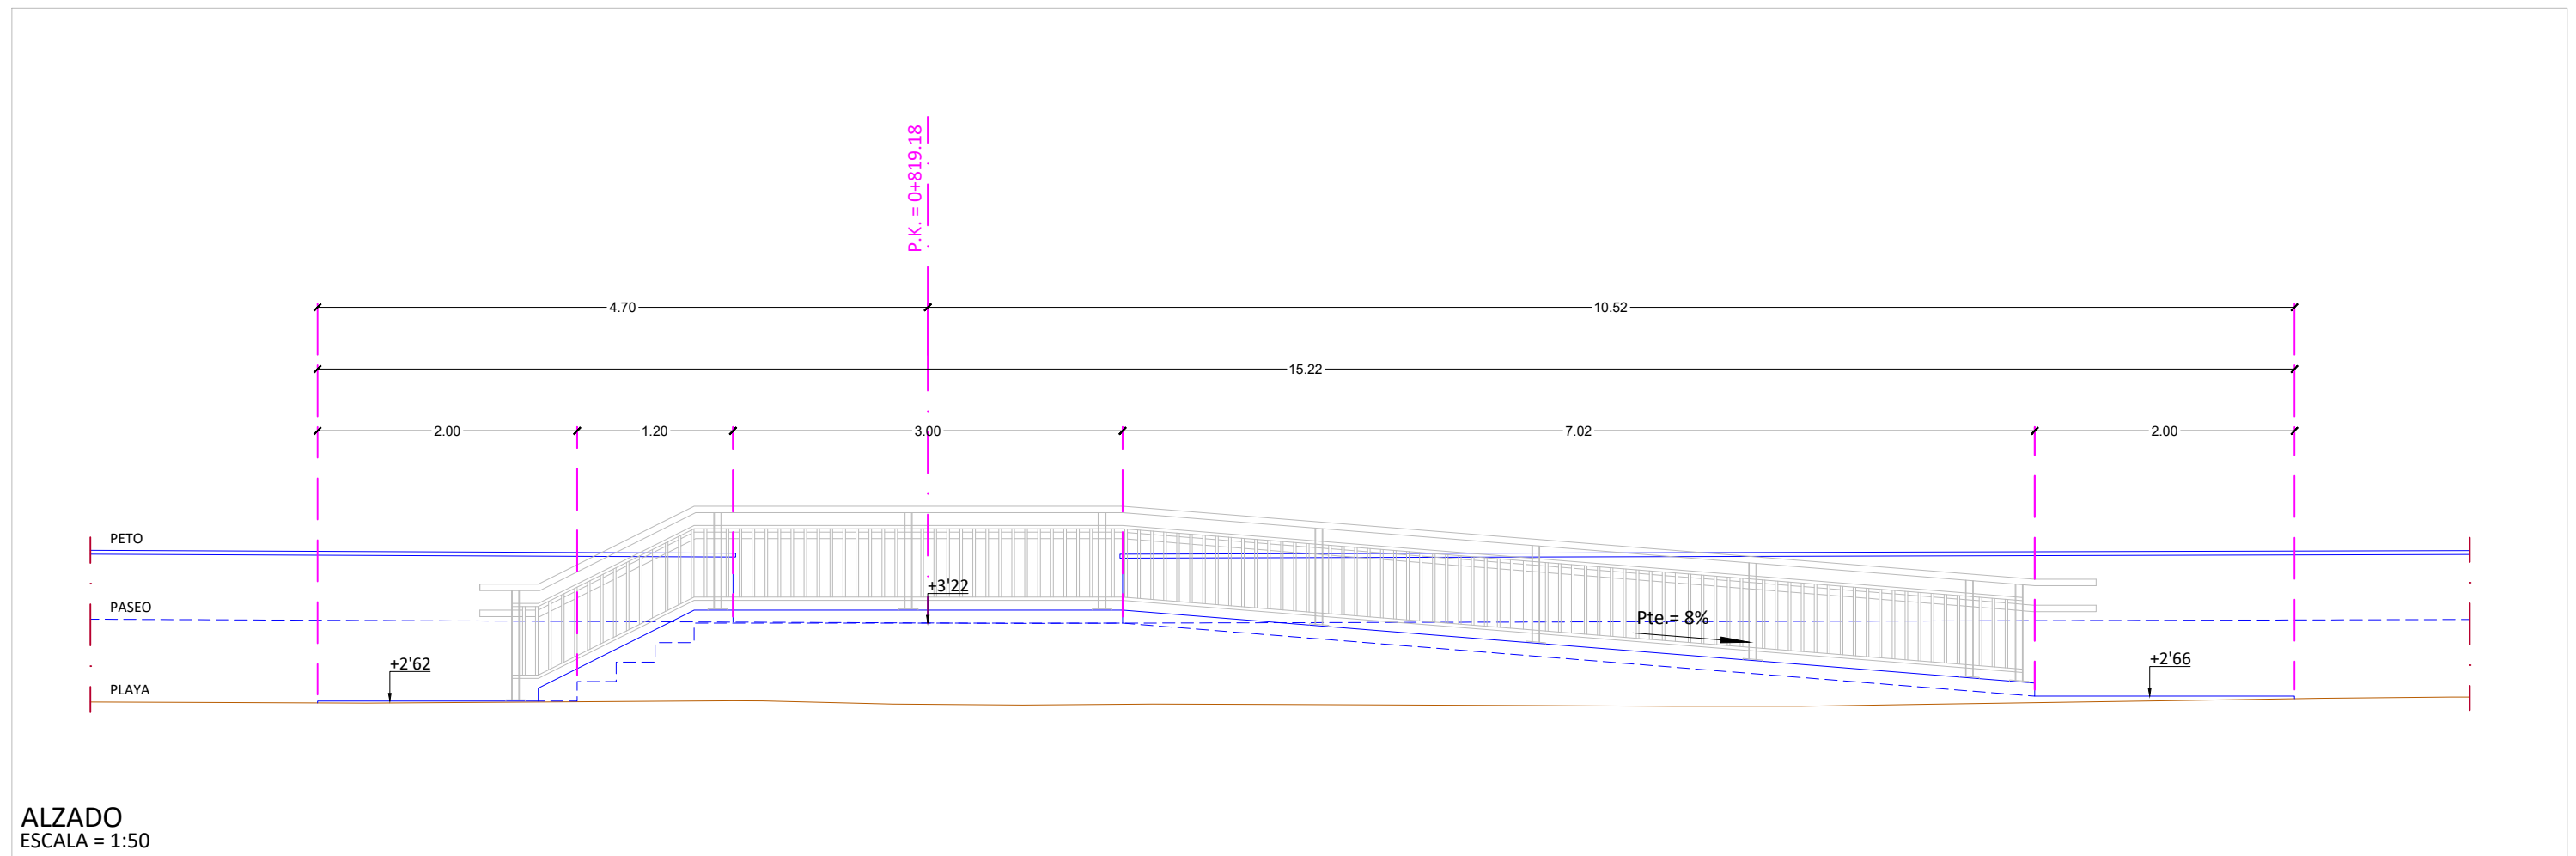 P.K. = 0+819.18
4.70
10.52
15.22
2.00
1.20
3.00
7.02
2.00
PETO
+3'22
PASEO
Pte.= 8%
+2'62
+2'66
PLAYA
ALZADO
ESCALA = 1:50